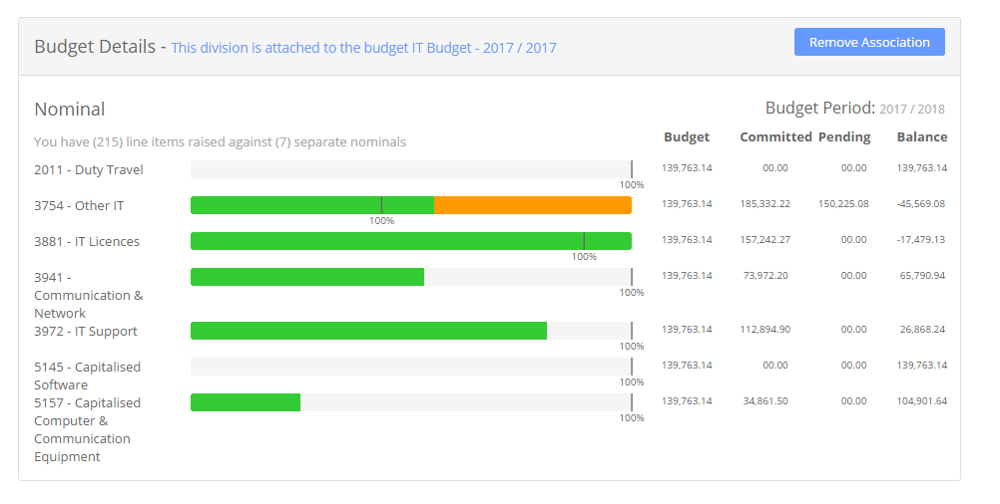 Budget Details - This division is attached to the budget IT Budget - 2017 / 2017
Remove Association
Nominal
Budget Period: 2017 / 2018
You have (215) line items raised against (7) separate nominals
Budget Committed Pending Balance
2011 - Duty Travel 139,763.14 00.00 00.00 139,763.14
100%
3754 - Other IT 139,763.14 185,332.22 150,225.08 -45,569.08
100%
3881 - IT Licences 139,763.14 157,242.27 00.00 -17,479.13
100%
3941 - 139,763.14 73,972.20 00.00 65,790.94
100%
Communication &
Network
3972 - IT Support 139,763.14 112,894.90 00.00 26,868.24
100%
5145 - Capitalised 139,763.14 00.00 00.00 139,763.14
100%
Software
5157 - Capitalised 139,763.14 34,861.50 00.00 104,901.64
100%
Computer &
Communication
Equipment